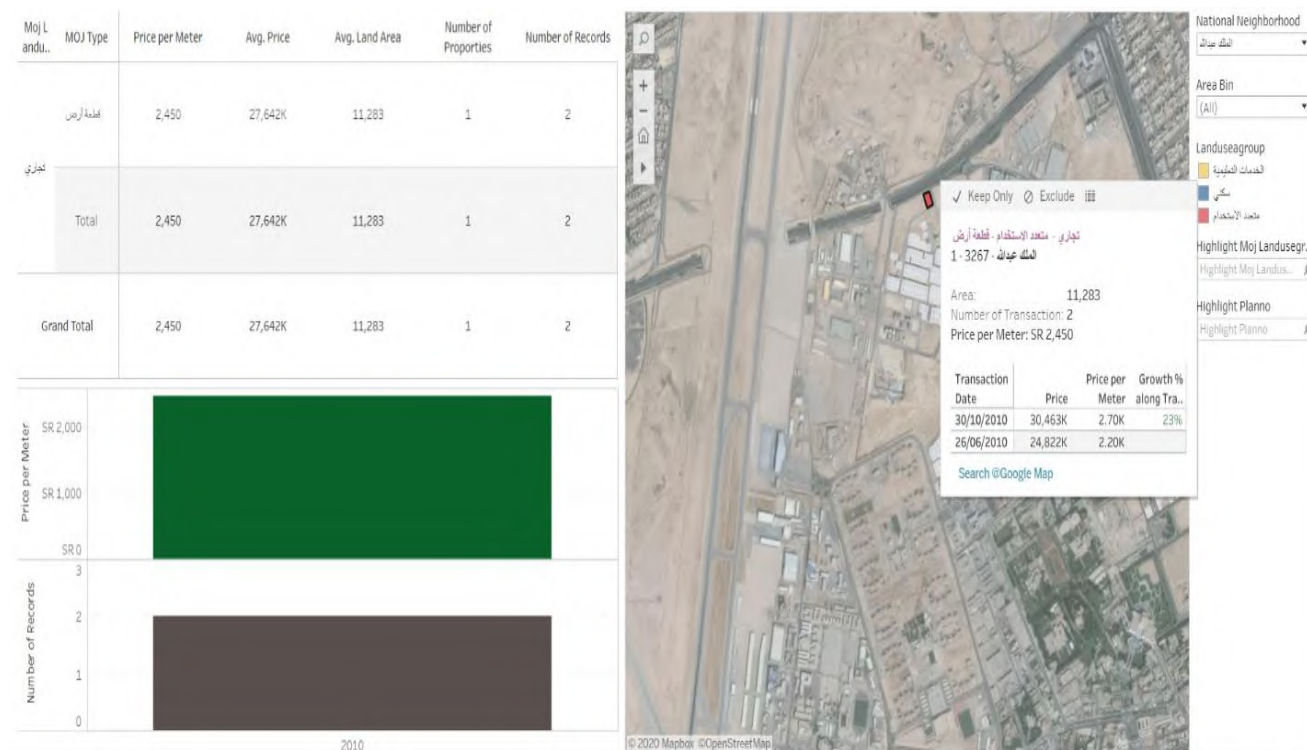 Moj L andu.. MOJ Type Price per Meter Avg. Price Avg. Land Area Number of Properties Number of Records
تجاري قطعة أرض 2,450 27,642K 11,283 1 2
Total 2,450 27,642K 11,283 1 2
Grand Total 2,450 27,642K 11,283 1 2
Price per Meter
SR 2,000
SR 1,000
SR 0
Number of Records
3
2
1
0
2010
✓ Keep Only Exclude
تجاري - متعدد الاستخدام - قطعة أرض
الملك عبدالله - 3267 - 1
Area: 11,283
Number of Transaction: 2
Price per Meter: SR 2,450
Transaction Date Price Price per Meter Growth % along Tra..
30/10/2010 30,463K 2.70K 23%
26/06/2010 24,822K 2.20K
Search @Google Map
© 2020 Mapbox ©OpenStreetMap
National Neighborhood
الملك عبدالله
Area Bin
(All)
Landuseagroup
الخدمات التعليمية
سكني
متعدد الاستخدام
Highlight Moj Landusegr.
Highlight Moj Landus...
Highlight Planno
Highlight Planno